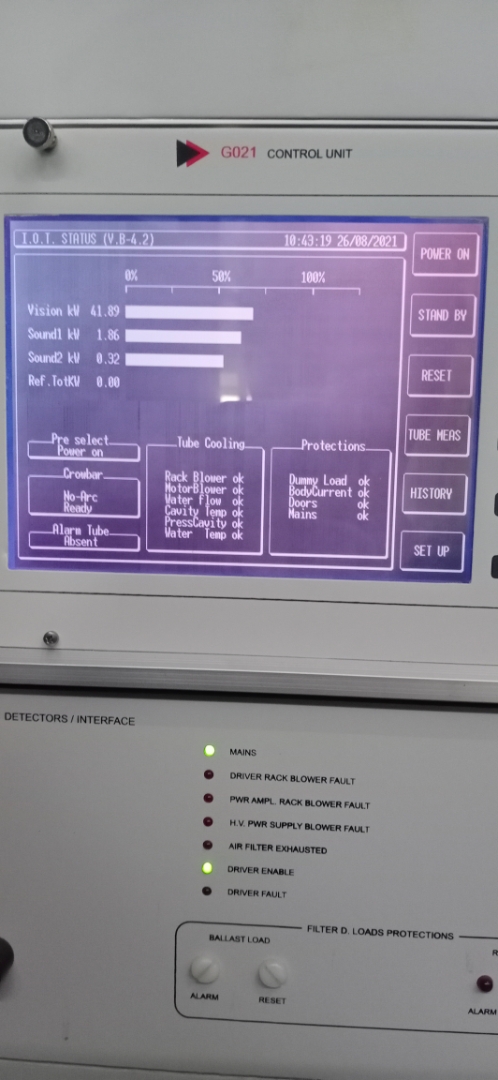 G021 CONTROL UNIT
I.O.T. STATUS (V.B-4.2) 10:43:19 26/08/2021
POWER ON
0% 50% 100%
Vision kW 41.89
STAND BY
Sound1 kW 1.86
Sound2 kW 0.32
RESET
Ref.TotKW 0.00
TUBE MEAS
Pre select
Power on
Tube Cooling
Protections
Crowbar
No-Arc
Ready
Rack Blower ok
MotorBlower ok
Water flow ok
Cavity Temp ok
PressCavity ok
Water Temp ok
Dummy Load ok
BodyCurrent ok
Doors ok
Mains ok
HISTORY
Alarm Tube
Absent
SET UP
DETECTORS / INTERFACE
MAINS
DRIVER RACK BLOWER FAULT
PWR AMPL. RACK BLOWER FAULT
H.V. PWR SUPPLY BLOWER FAULT
AIR FILTER EXHAUSTED
DRIVER ENABLE
DRIVER FAULT
FILTER D. LOADS PROTECTIONS
BALLAST LOAD
R
ALARM
RESET
ALARM